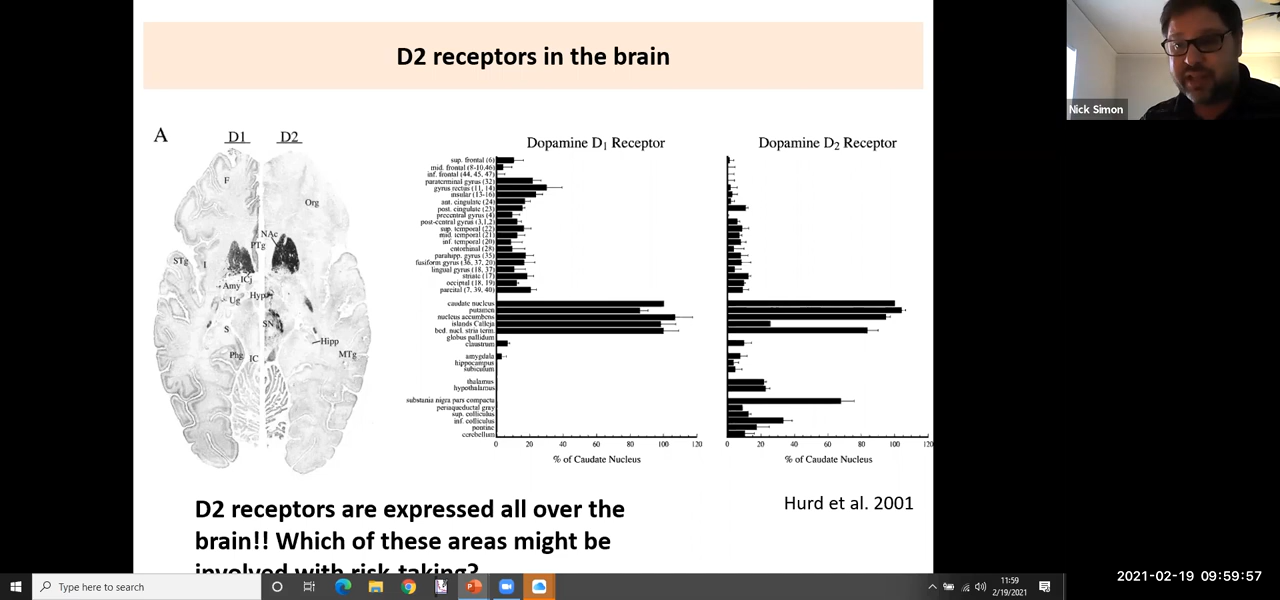 D2 receptors in the brain
Nick Simon
A
D1
D2
F
Org
NAc
PTg
STg
I
ICj
Amy
Ug
Hyp
SN
S
Hipp
Phg
IC
MTg
Dopamine D1 Receptor
Dopamine D2 Receptor
sup. frontal (6)
mid. frontal (8-10,46)
inf. frontal (44, 45, 47)
paraterminal gyrus (32)
gyrus rectus (11, 14)
insular (13-16)
ant. cingulate (24)
post. cingulate (23)
precentral gyrus (4)
post-central gyrus (3,1,2)
sup. temporal (22)
mid. temporal (21)
inf. temporal (20)
entorhinal (28)
parahipp. gyrus (35)
fusiform gyrus (36, 37, 20)
lingual gyrus (18, 37)
striate (17)
occipital (18, 19)
parietal (7, 39, 40)
caudate nucleus
putamen
nucleus accumbens
islands Calleja
bed. nucl. stria term.
globus pallidum
claustrum
amygdala
hippocampus
subiculum
thalamus
hypothalamus
substania nigra pars compacta
periaqueductal gray
sup. colliculus
inf. colliculus
pontine
cerebellum
0 20 40 60 80 100 120
0 20 40 60 80 100 120
% of Caudate Nucleus
% of Caudate Nucleus
Hurd et al. 2001
D2 receptors are expressed all over the
brain!! Which of these areas might be
involved with risk-taking?
Type here to search
11:59
2/19/2021
2021-02-19 09:59:57